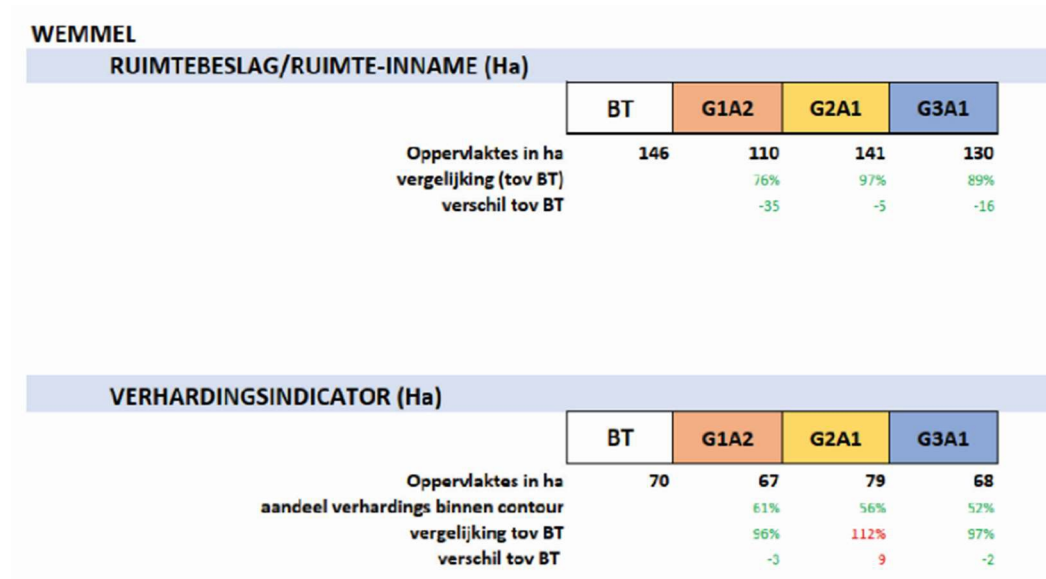 WEMMEL
RUIMTEBESLAG/RUIMTE-INNAME (Ha)
BT G1A2 G2A1 G3A1
Oppervlaktes in ha 146 110 141 130
vergelijking (tov BT) 76% 97% 89%
verschil tov BT -35 -5 -16
VERHARDINGSINDICATOR (Ha)
BT G1A2 G2A1 G3A1
Oppervlaktes in ha 70 67 79 68
aandeel verhardings binnen contour 61% 56% 52%
vergelijking tov BT 96% 112% 97%
verschil tov BT -3 9 -2